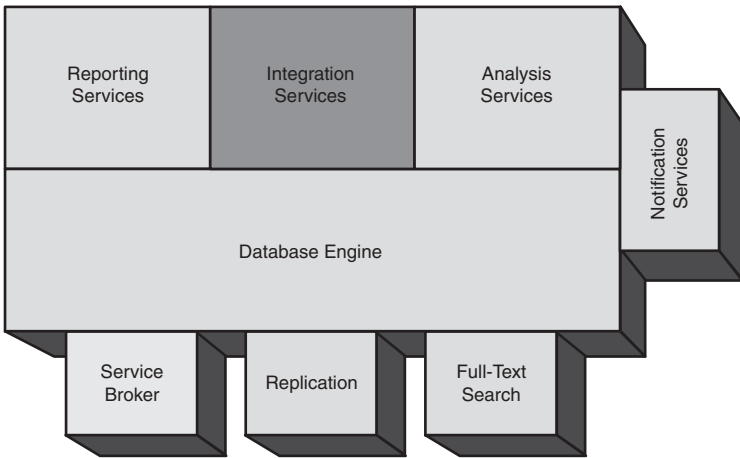 Reporting
Services
Integration
Services
Analysis
Services
Notification
Services
Database Engine
Service
Broker
Replication
Full-Text
Search